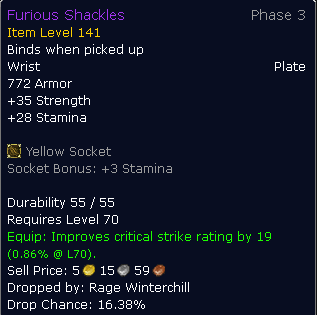 Furious Shackles Phase 3
Item Level 141
Binds when picked up
Wrist Plate
772 Armor
+35 Strength
+28 Stamina
Yellow Socket
Socket Bonus: +3 Stamina
Durability 55 / 55
Requires Level 70
Equip: Improves critical strike rating by 19
(0.86% @ L70).
Sell Price: 5 15 59
Dropped by: Rage Winterchill
Drop Chance: 16.38%